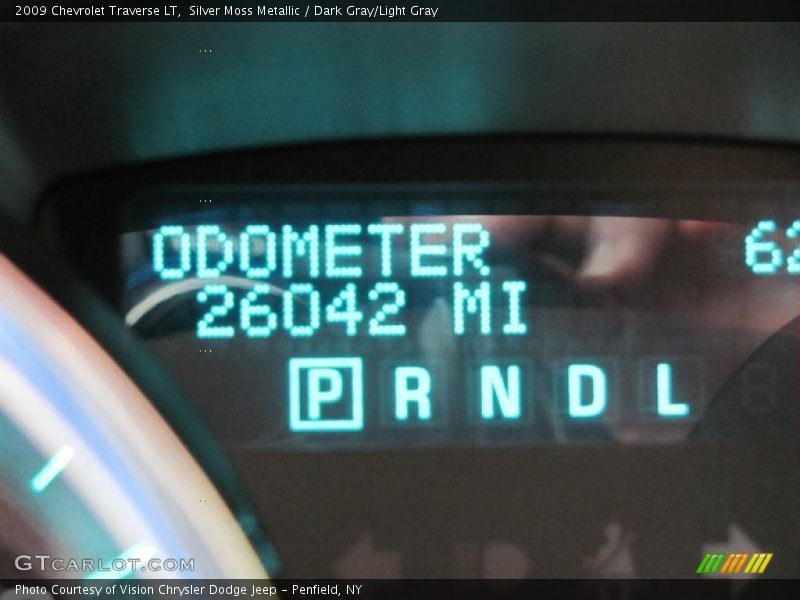 2009 Chevrolet Traverse LT, Silver Moss Metallic / Dark Gray/Light Gray
ODOMETER 62
26042 MI
P R N D L
GTCARLOT.COM
Photo Courtesy of Vision Chrysler Dodge Jeep - Penfield, NY